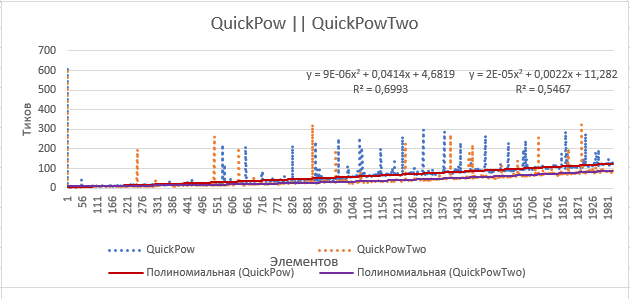 QuickPow || QuickPowTwo
700
600
500
400
300
200
100
0
Тиков
y = 9E-06x² + 0,0414x + 4,6819
R² = 0,6993
y = 2E-05x² + 0,0022x + 11,282
R² = 0,5467
1 56 111 166 221 276 331 386 441 496 551 606 661 716 771 826 881 936 991 1046 1101 1156 1211 1266 1321 1376 1431 1486 1541 1596 1651 1706 1761 1816 1871 1926 1981
Элементов
QuickPow QuickPowTwo
Полиномиальная (QuickPow) Полиномиальная (QuickPowTwo)